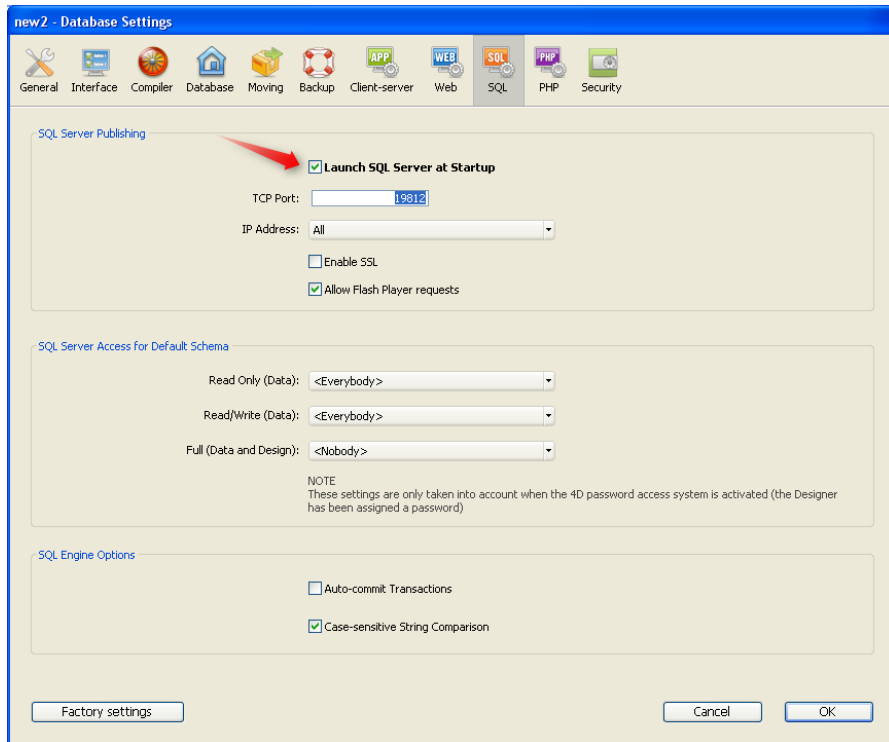 new2 - Database Settings
APP WEB SQL PHP
General Interface Compiler Database Moving Backup Client-server Web SQL PHP Security
SQL Server Publishing
Launch SQL Server at Startup
TCP Port: 19812
IP Address: All
Enable SSL
Allow Flash Player requests
SQL Server Access for Default Schema
Read Only (Data): <Everybody>
Read/Write (Data): <Everybody>
Full (Data and Design): <Nobody>
NOTE
These settings are only taken into account when the 4D password access system is activated (the Designer
has been assigned a password)
SQL Engine Options
Auto-commit Transactions
Case-sensitive String Comparison
Factory settings Cancel OK